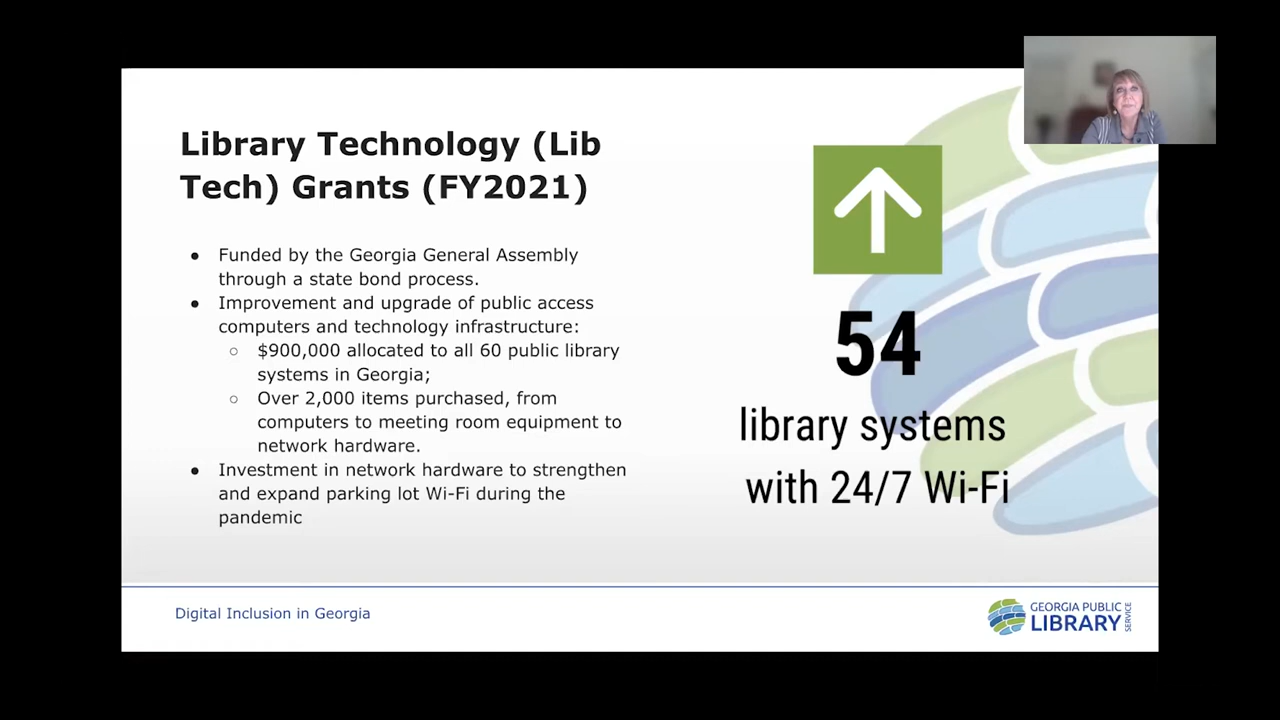 Library Technology (Lib
Tech) Grants (FY2021)
● Funded by the Georgia General Assembly
through a state bond process.
● Improvement and upgrade of public access
computers and technology infrastructure:
○ $900,000 allocated to all 60 public library
systems in Georgia;
○ Over 2,000 items purchased, from
computers to meeting room equipment to
network hardware.
● Investment in network hardware to strengthen
and expand parking lot Wi-Fi during the
pandemic
54
library systems
with 24/7 Wi-Fi
Digital Inclusion in Georgia
GEORGIA PUBLIC
LIBRARY
SERVICE